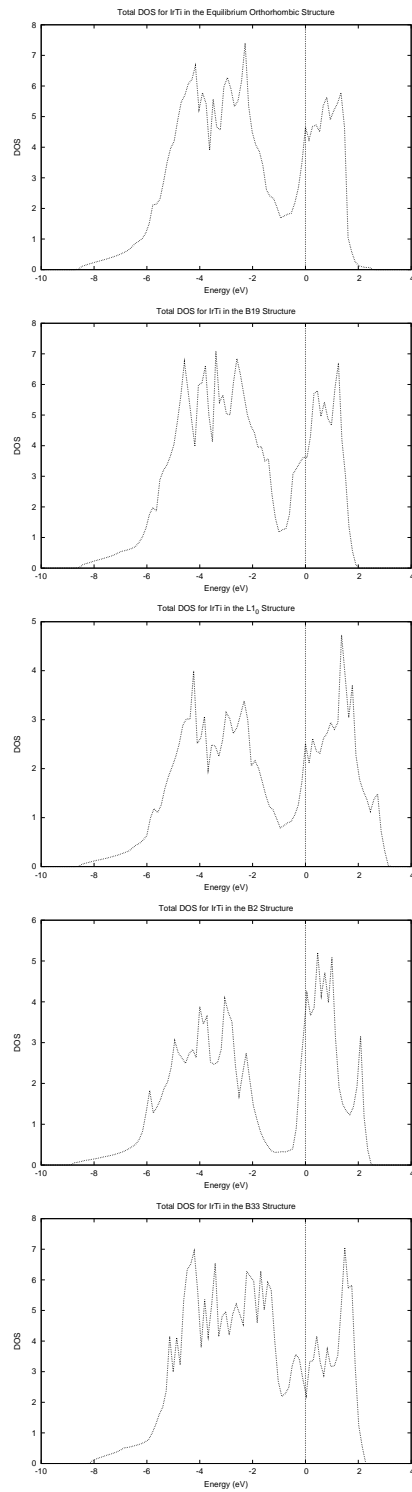 Total DOS for IrTi in the Equilibrium Orthorhombic Structure
8
7
6
5
4
3
2
1
0
DOS
-10 -8 -6 -4 -2 0 2 4
Energy (eV)
Total DOS for IrTi in the B19 Structure
8
7
6
5
4
3
2
1
0
DOS
-10 -8 -6 -4 -2 0 2 4
Energy (eV)
Total DOS for IrTi in the L1₀ Structure
5
4
3
2
1
0
DOS
-10 -8 -6 -4 -2 0 2 4
Energy (eV)
Total DOS for IrTi in the B2 Structure
6
5
4
3
2
1
0
DOS
-10 -8 -6 -4 -2 0 2 4
Energy (eV)
Total DOS for IrTi in the B33 Structure
8
7
6
5
4
3
2
1
0
DOS
-10 -8 -6 -4 -2 0 2 4
Energy (eV)